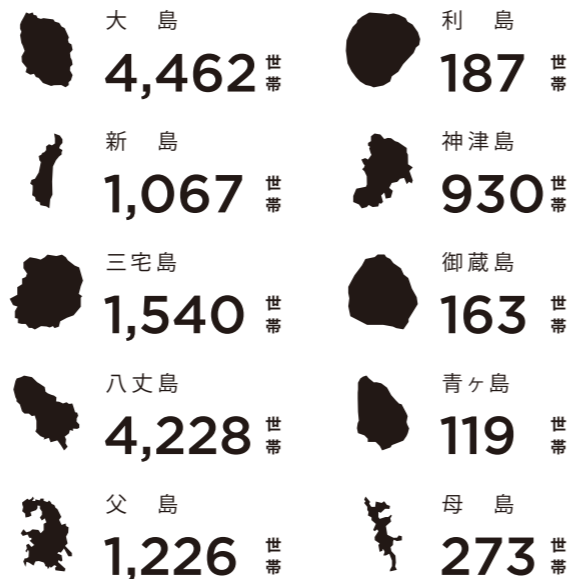 大 島
4,462 世帯
利 島
187 世帯
新 島
1,067 世帯
神津島
930 世帯
三宅島
1,540 世帯
御蔵島
163 世帯
八丈島
4,228 世帯
青ヶ島
119 世帯
父 島
1,226 世帯
母 島
273 世帯